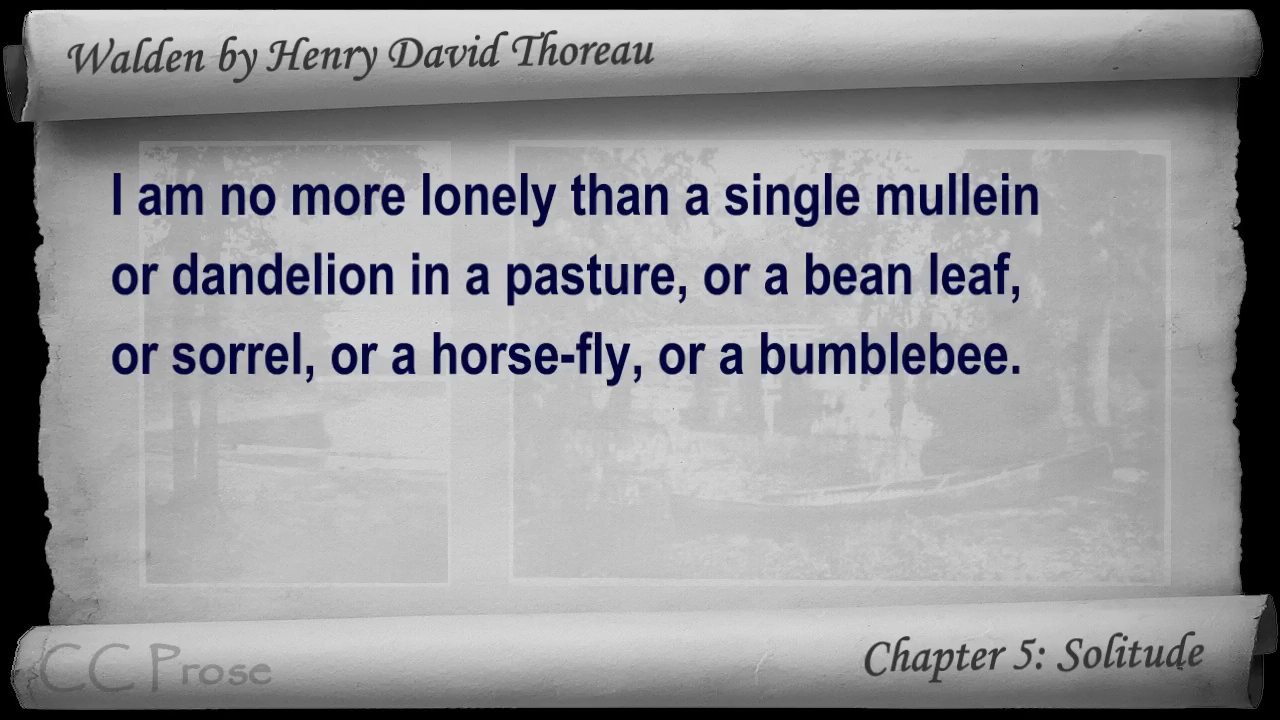 Walden by Henry David Thoreau
I am no more lonely than a single mullein
or dandelion in a pasture, or a bean leaf,
or sorrel, or a horse-fly, or a bumblebee.
CC Prose
Chapter 5: Solitude